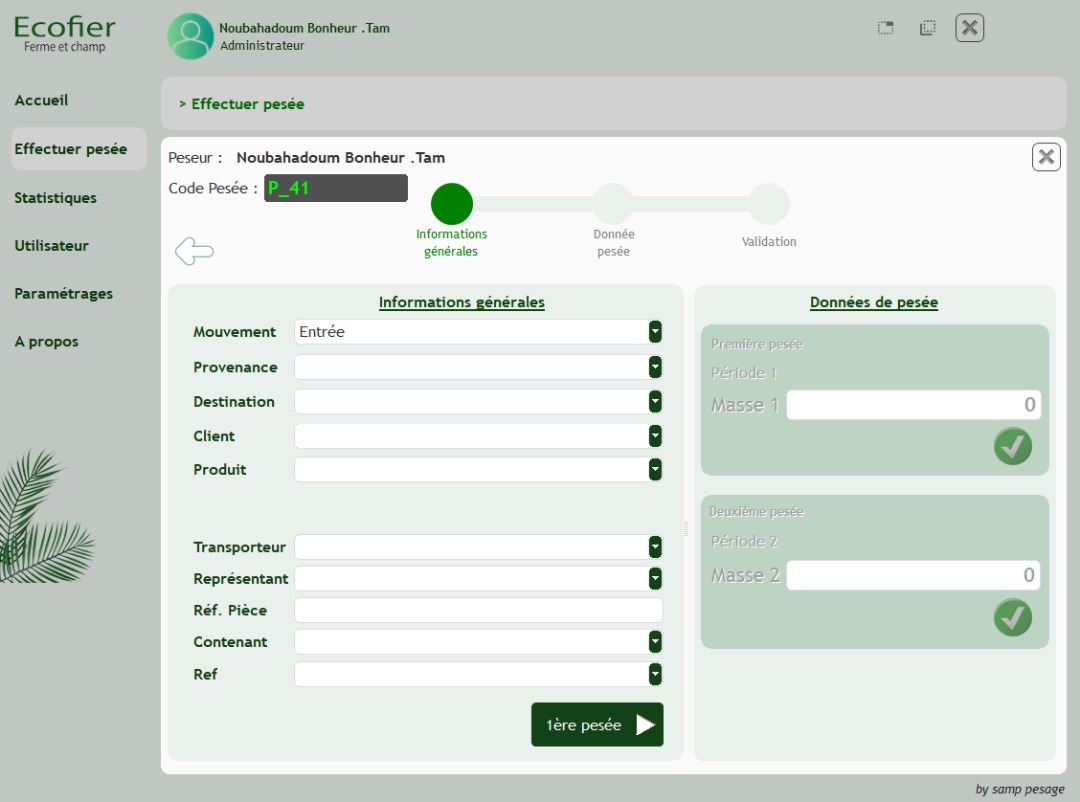 Ecofier
Ferme et champ
Noubahadoum Bonheur .Tam
Administrateur
Accueil
Effectuer pesée
Statistiques
Utilisateur
Paramétrages
A propos
> Effectuer pesée
Peseur : Noubahadoum Bonheur .Tam
Code Pesée : P_41
Informations
générales
Donnée
pesée
Validation
Informations générales
Mouvement Entrée
Provenance
Destination
Client
Produit
Transporteur
Représentant
Réf. Pièce
Contenant
Ref
1ère pesée
Données de pesée
Première pesée
Période 1
Masse 1 0
Deuxième pesée
Période 2
Masse 2 0
by samp pesage